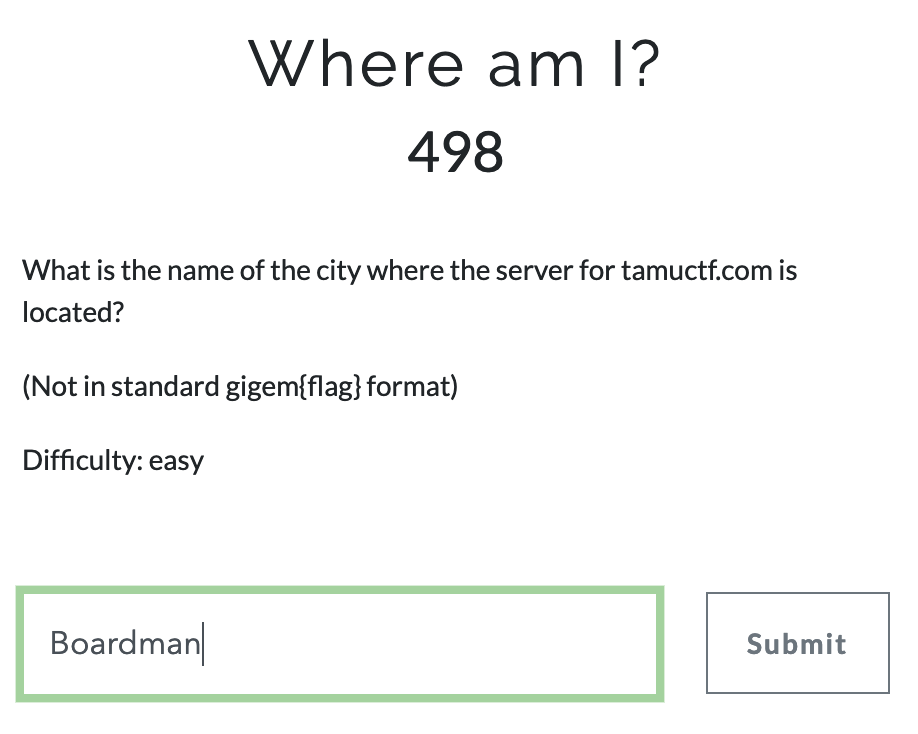 Where am I?
498
What is the name of the city where the server for tamuctf.com is
located?
(Not in standard gigem{flag} format)
Difficulty: easy
Boardman
Submit